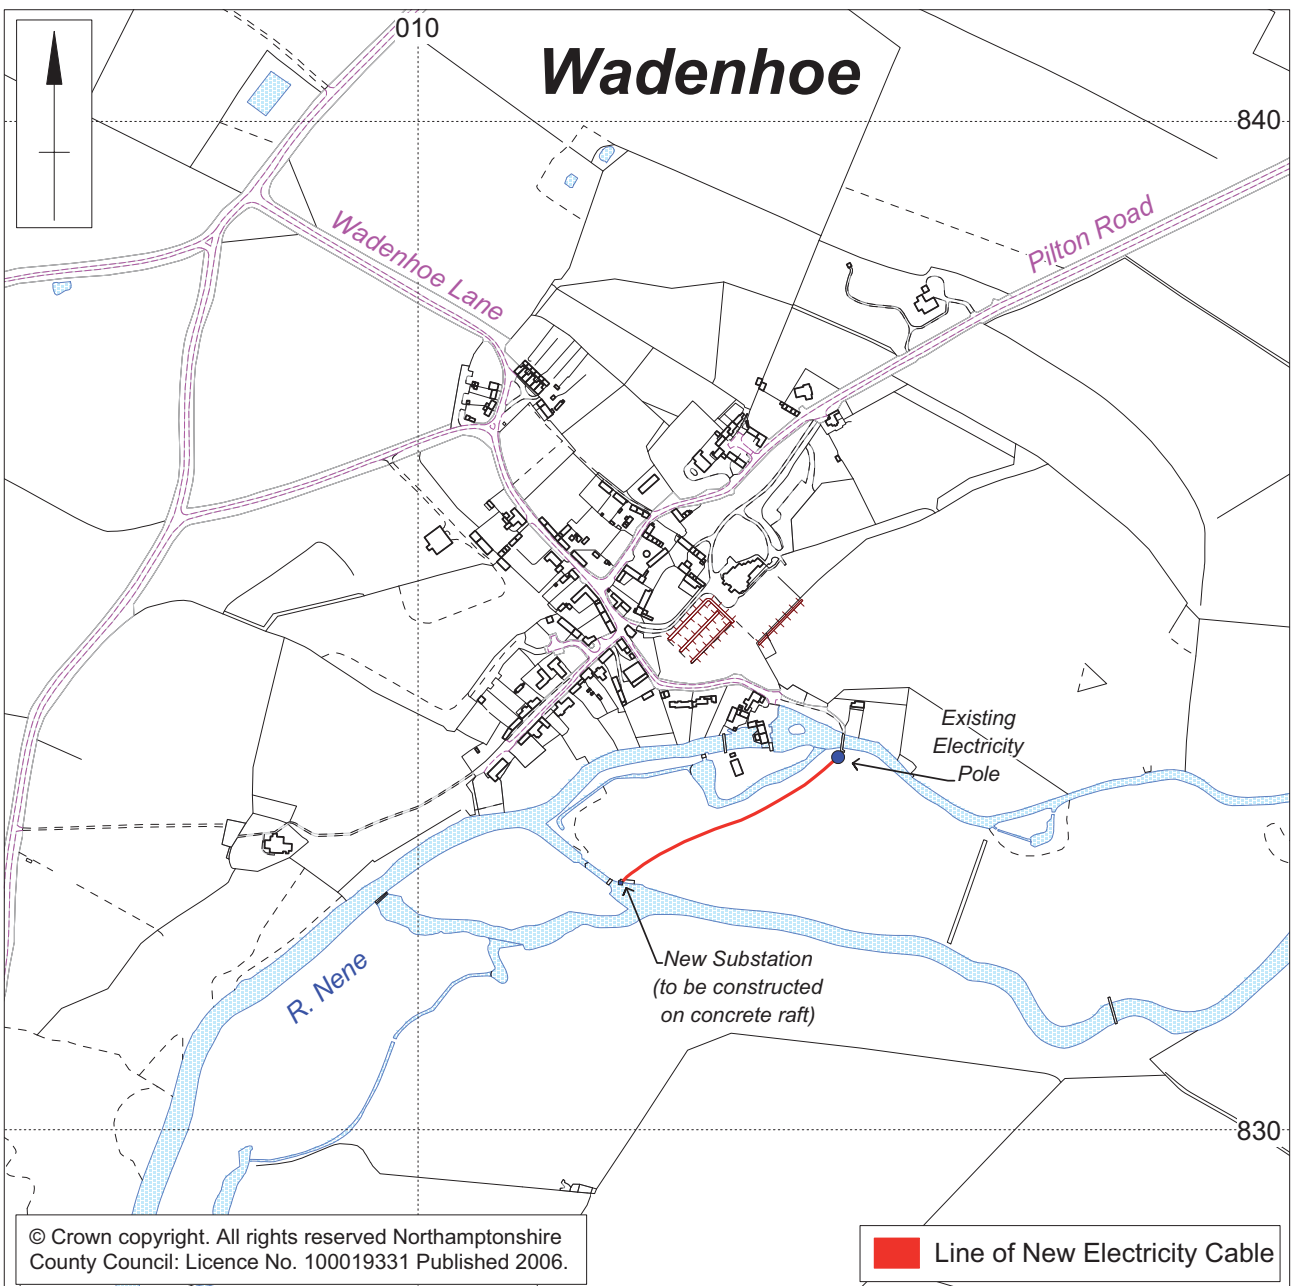 010
Wadenhoe
840
Wadenhoe Lane
Pilton Road
Existing
Electricity
Pole
New Substation
(to be constructed
on concrete raft)
R. Nene
830
© Crown copyright. All rights reserved Northamptonshire
County Council: Licence No. 100019331 Published 2006.
Line of New Electricity Cable